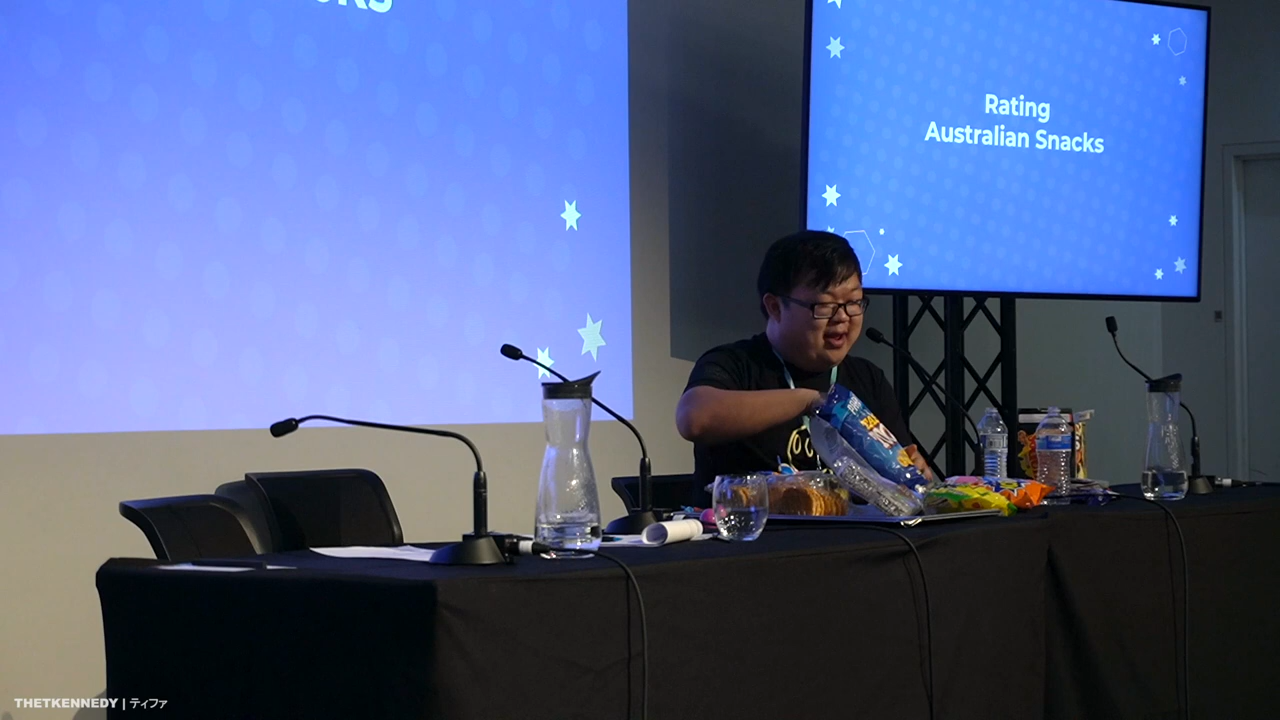 Rating
Australian Snacks
THETKENNEDY | ティファ